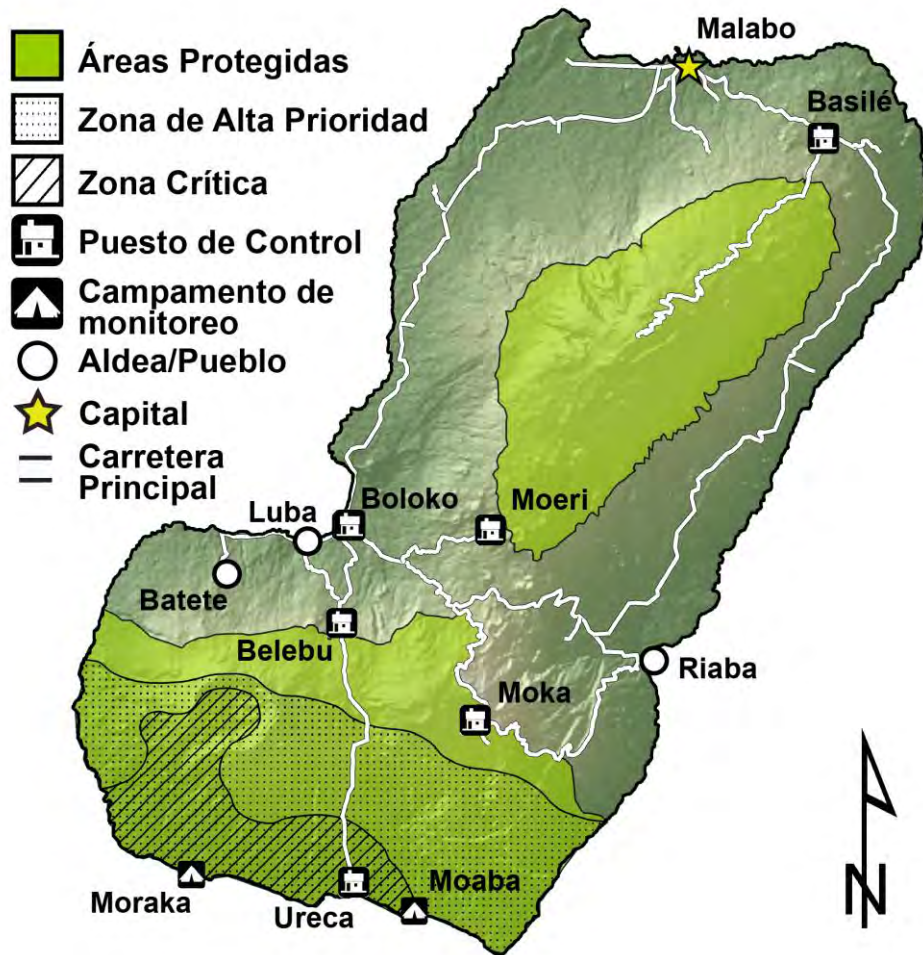 Áreas Protegidas
Zona de Alta Prioridad
Zona Crítica
Puesto de Control
Campamento de
monitoreo
Aldea/Pueblo
Capital
Carretera
Principal
Malabo
Basilé
Luba
Boloko
Moeri
Batete
Belebu
Riaba
Moka
Moraka
Ureca
Moaba
N